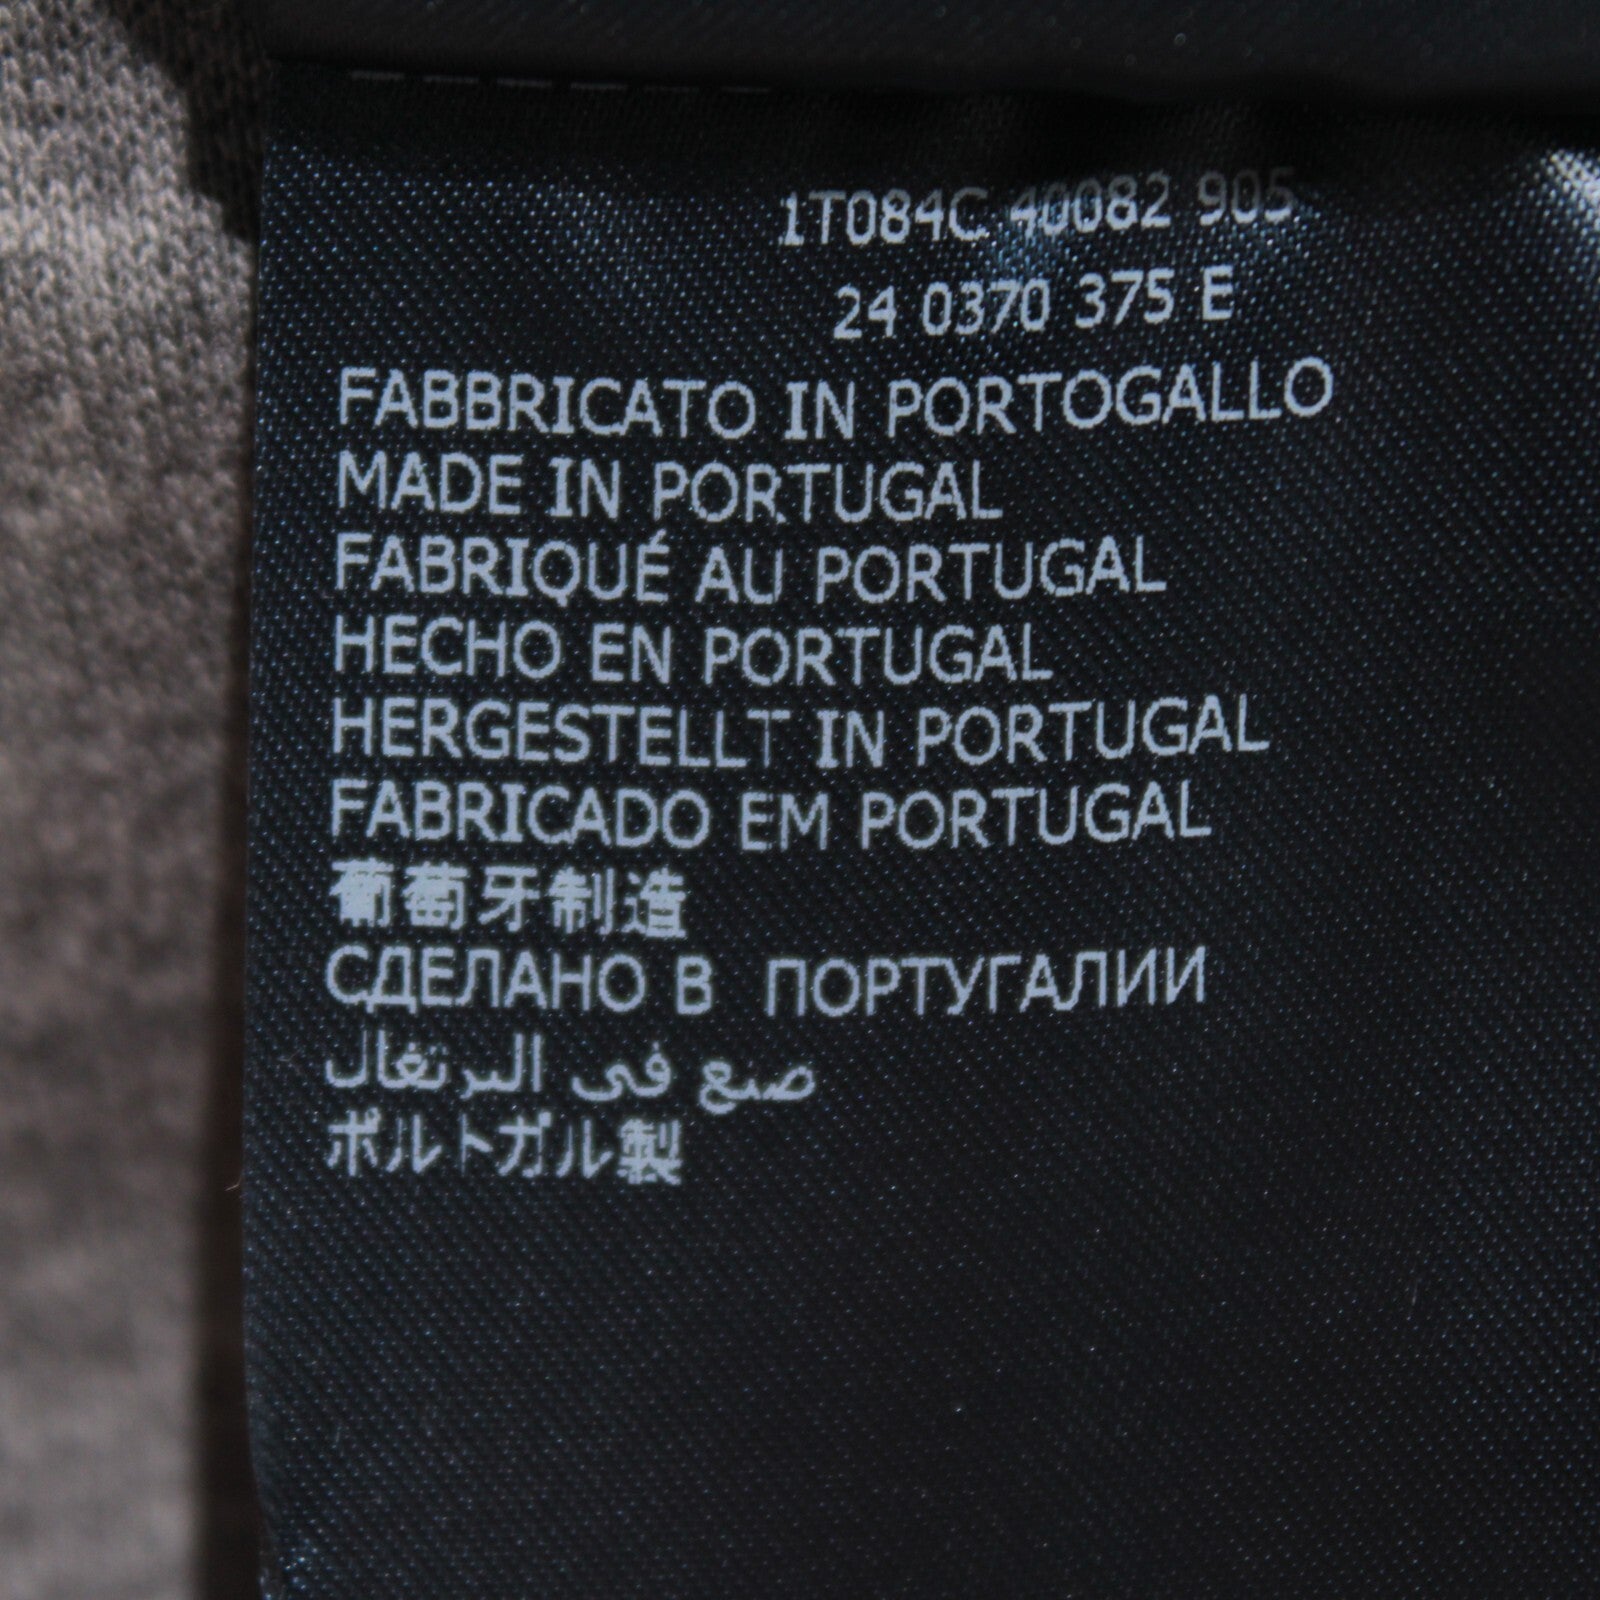 1T084C 40082 905
24 0370 375 E
FABBRICATO IN PORTOGALLO
MADE IN PORTUGAL
FABRIQUÉ AU PORTUGAL
HECHO EN PORTUGAL
HERGESTELLT IN PORTUGAL
FABRICADO EM PORTUGAL
葡萄牙制造
СДЕЛАНО В ПОРТУГАЛИИ
صنع في البرتغال
ポルトガル製